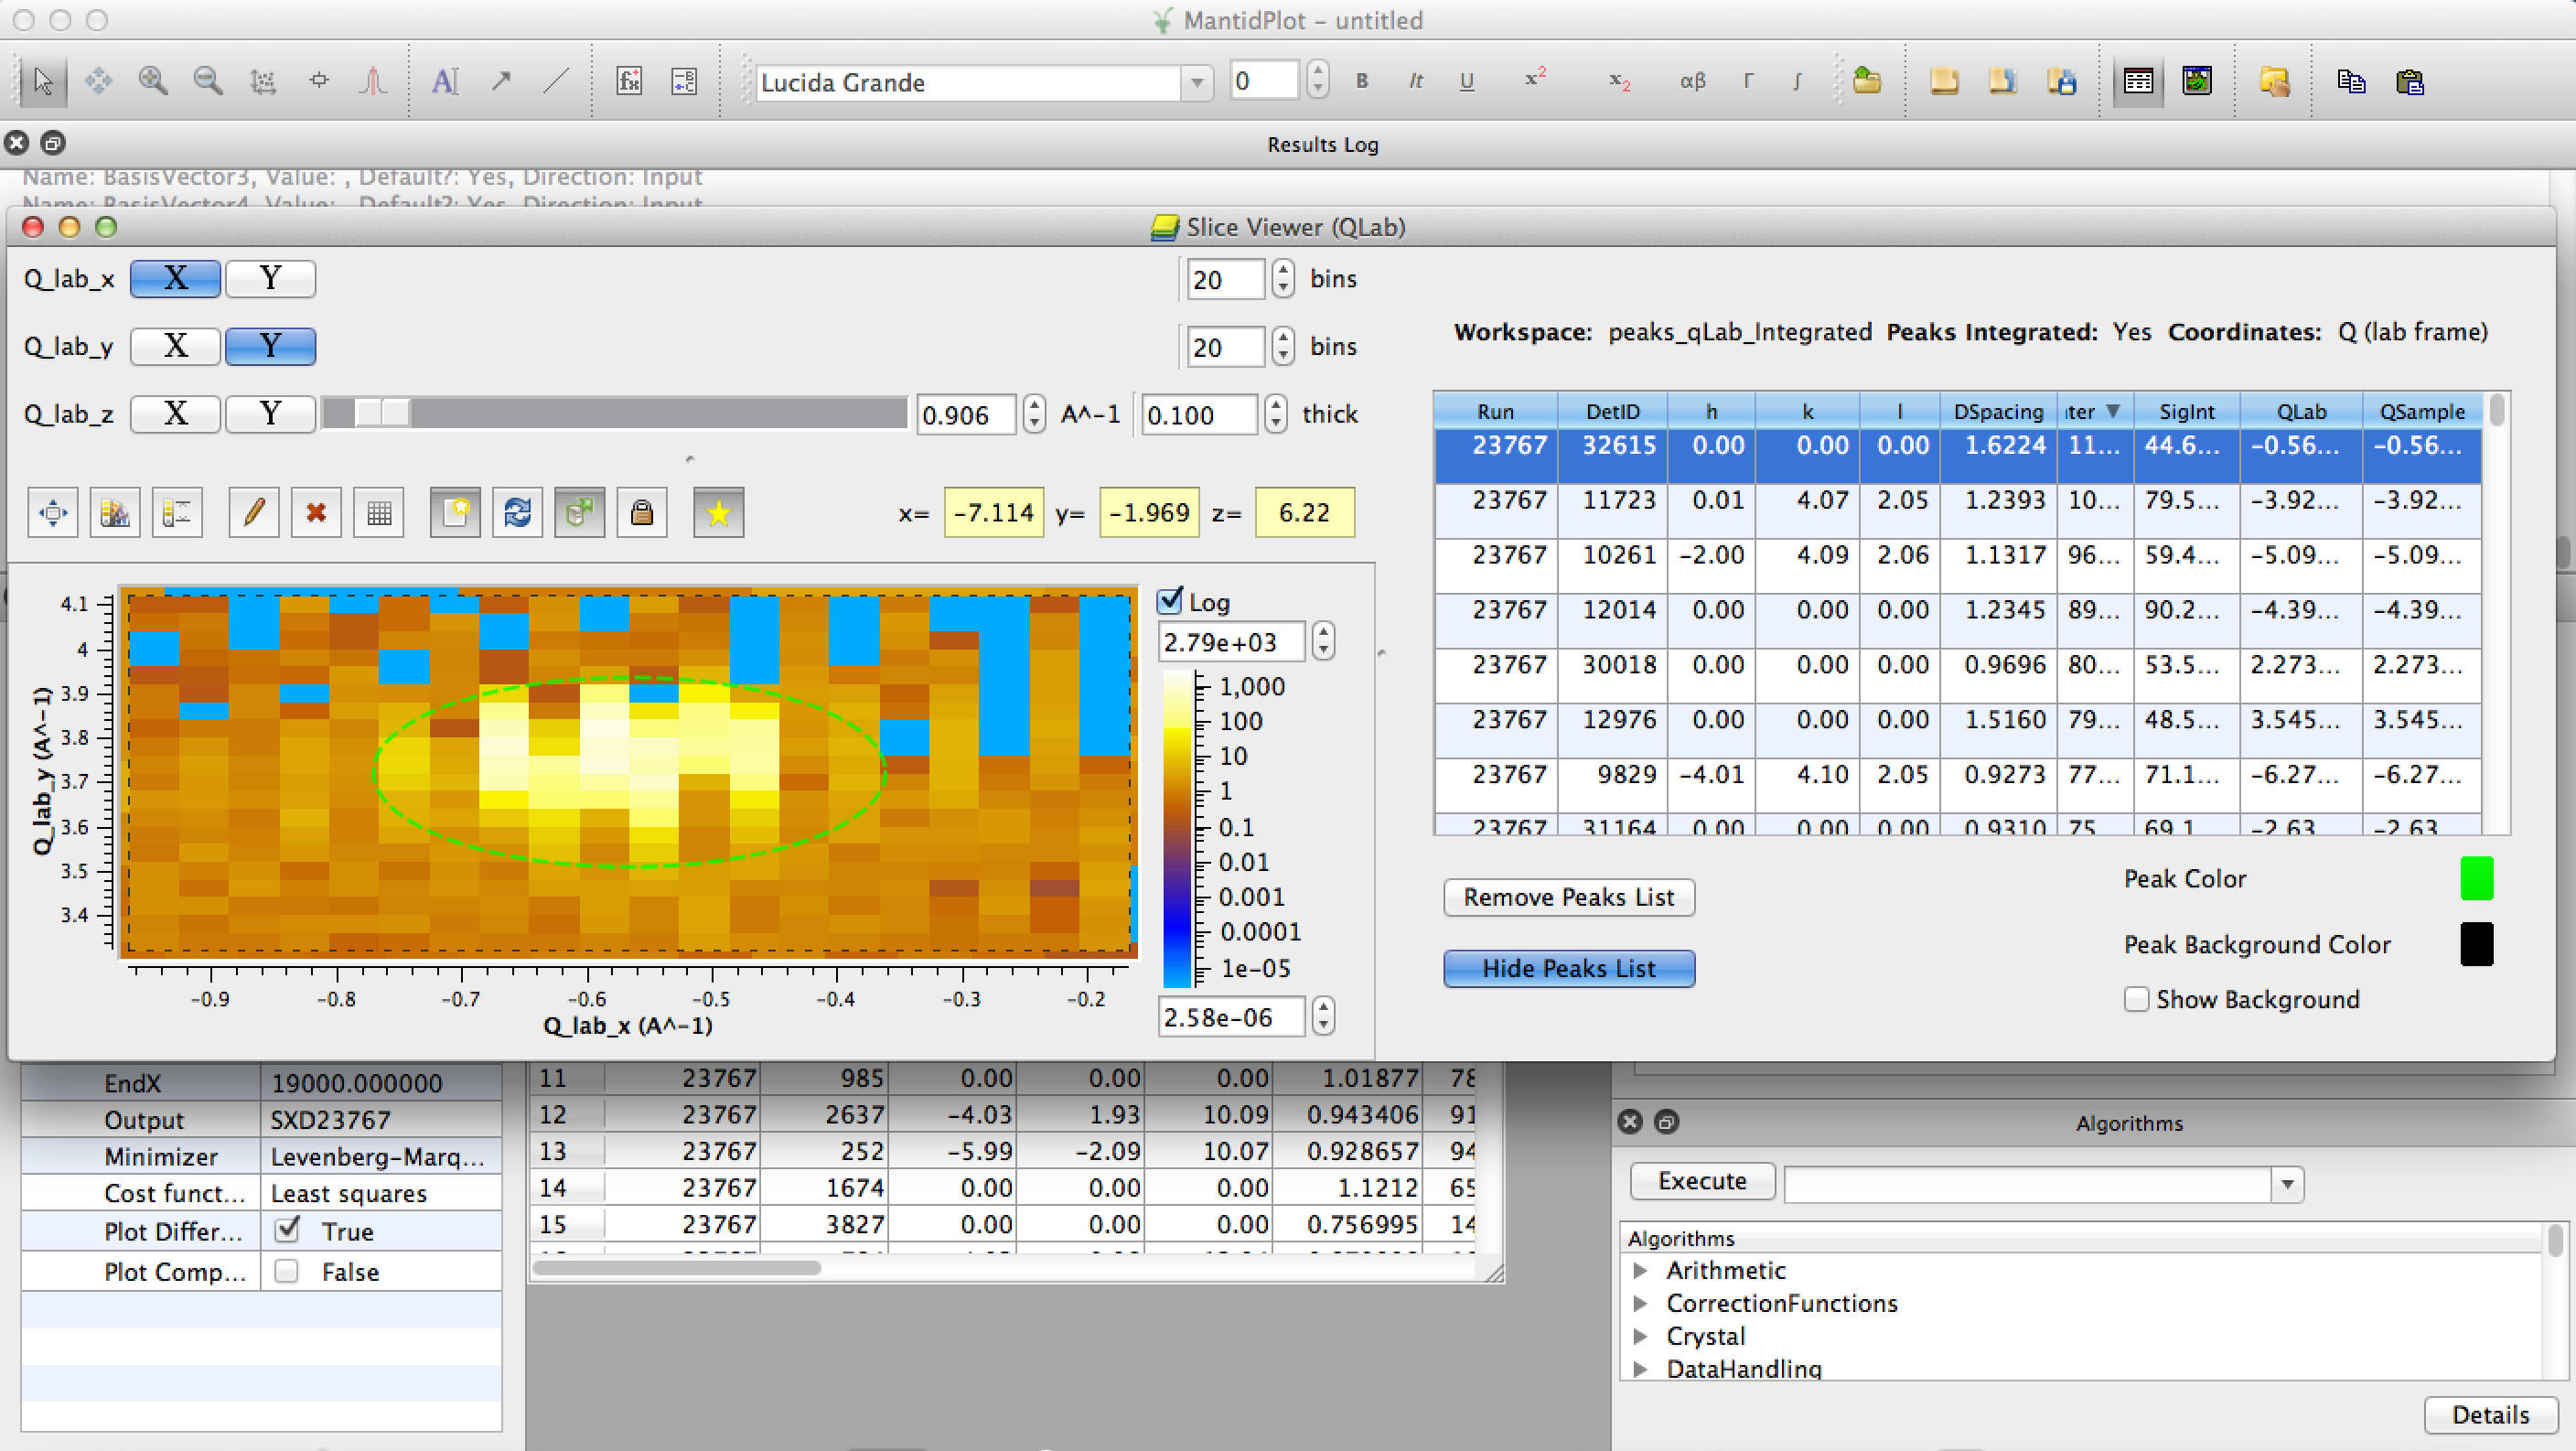 MantidPlot - untitled
Lucida Grande 0 B It U x2 x2 αβ Γ ∫
Results Log
Name: BasisVector3, Value: , Default?: Yes, Direction: Input
Name: BasisVector4, Value: , Default?: Yes, Direction: Input
Slice Viewer (QLab)
Q_lab_x X Y 20 bins
Q_lab_y X Y 20 bins
Q_lab_z X Y 0.906 A^-1 0.100 thick
x= -7.114 y= -1.969 z= 6.22
Log
2.79e+03
1,000
100
10
1
0.1
0.01
0.001
0.0001
1e-05
2.58e-06
Q_lab_y (A^-1)
4.1
4
3.9
3.8
3.7
3.6
3.5
3.4
-0.9 -0.8 -0.7 -0.6 -0.5 -0.4 -0.3 -0.2
Q_lab_x (A^-1)
Workspace: peaks_qLab_Integrated Peaks Integrated: Yes Coordinates: Q (lab frame)
Run DetID h k l DSpacing ter SigInt QLab QSample
23767 32615 0.00 0.00 0.00 1.6224 11... 44.6... -0.56... -0.56...
23767 11723 0.01 4.07 2.05 1.2393 10... 79.5... -3.92... -3.92...
23767 10261 -2.00 4.09 2.06 1.1317 96... 59.4... -5.09... -5.09...
23767 12014 0.00 0.00 0.00 1.2345 89... 90.2... -4.39... -4.39...
23767 30018 0.00 0.00 0.00 0.9696 80... 53.5... 2.273... 2.273...
23767 12976 0.00 0.00 0.00 1.5160 79... 48.5... 3.545... 3.545...
23767 9829 -4.01 4.10 2.05 0.9273 77... 71.1... -6.27... -6.27...
23767 31164 0.00 0.00 0.00 0.9310 75 69.1 -2.63 -2.63
Remove Peaks List
Hide Peaks List
Peak Color
Peak Background Color
Show Background
EndX 19000.000000
Output SXD23767
Minimizer Levenberg-Marq...
Cost funct... Least squares
Plot Differ... True
Plot Comp... False
11 23767 985 0.00 0.00 0.00 1.01877 78
12 23767 2637 -4.03 1.93 10.09 0.943406 91
13 23767 252 -5.99 -2.09 10.07 0.928657 94
14 23767 1674 0.00 0.00 0.00 1.1212 65
15 23767 3827 0.00 0.00 0.00 0.756995 14
Algorithms
Execute
Algorithms
Arithmetic
CorrectionFunctions
Crystal
DataHandling
Details